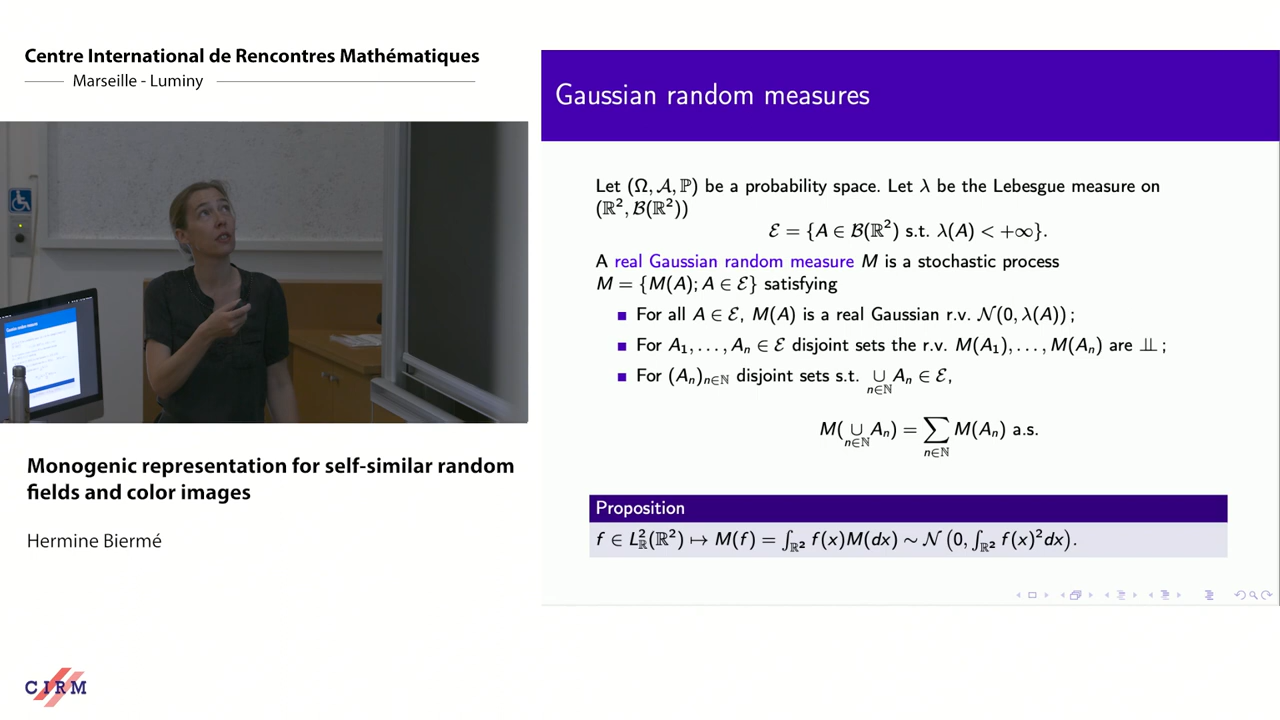 Centre International de Rencontres Mathématiques
Marseille - Luminy
Monogenic representation for self-similar random
fields and color images
Hermine Biermé
CIRM
Gaussian random measures
Let (Ω, 𝒜, ℙ) be a probability space. Let λ be the Lebesgue measure on
(ℝ², ℬ(ℝ²))
ℰ = {A ∈ ℬ(ℝ²) s.t. λ(A) < +∞}.
A real Gaussian random measure M is a stochastic process
M = {M(A); A ∈ ℰ} satisfying
■ For all A ∈ ℰ, M(A) is a real Gaussian r.v. 𝒩(0, λ(A)) ;
■ For A₁, . . . , Aₙ ∈ ℰ disjoint sets the r.v. M(A₁), . . . , M(Aₙ) are ⫫ ;
■ For (Aₙ)ₙ∈ℕ disjoint sets s.t. ∪ₙ∈ℕ Aₙ ∈ ℰ,
M( ∪ₙ∈ℕ Aₙ) = ∑ₙ∈ℕ M(Aₙ) a.s.
Proposition
f ∈ L²_ℝ(ℝ²) ↦ M(f) = ∫_ℝ² f(x)M(dx) ∼ 𝒩 (0, ∫_ℝ² f(x)²dx).